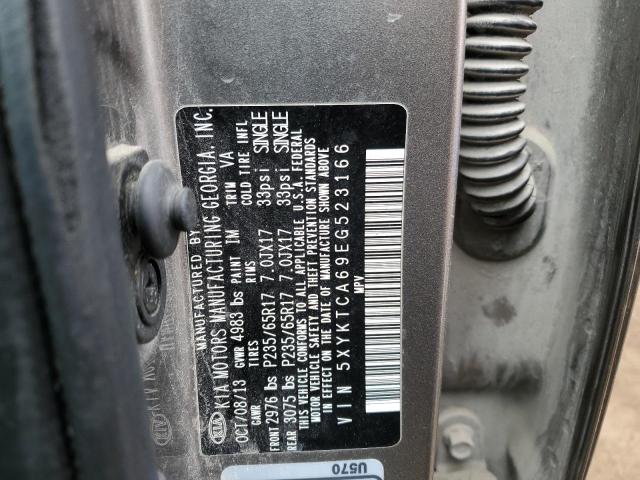 MANUFACTURED BY
KIA KIA MOTORS MANUFACTURING GEORGIA, INC.
OCT/08/13 GVWR 4983 lbs PAINT IM TRIM VA
GAWR TIRES RIMS COLD TIRE INFL
FRONT 2976 lbs P235/65R17 7.0JX17 33psi SINGLE
REAR 3075 lbs P235/65R17 7.0JX17 33psi SINGLE
THIS VEHICLE CONFORMS TO ALL APPLICABLE U.S.A. FEDERAL
MOTOR VEHICLE SAFETY AND THEFT PREVENTION STANDARDS
IN EFFECT ON THE DATE OF MANUFACTURE SHOWN ABOVE
VIN 5XYKTCA69EG523166
MPV
U570